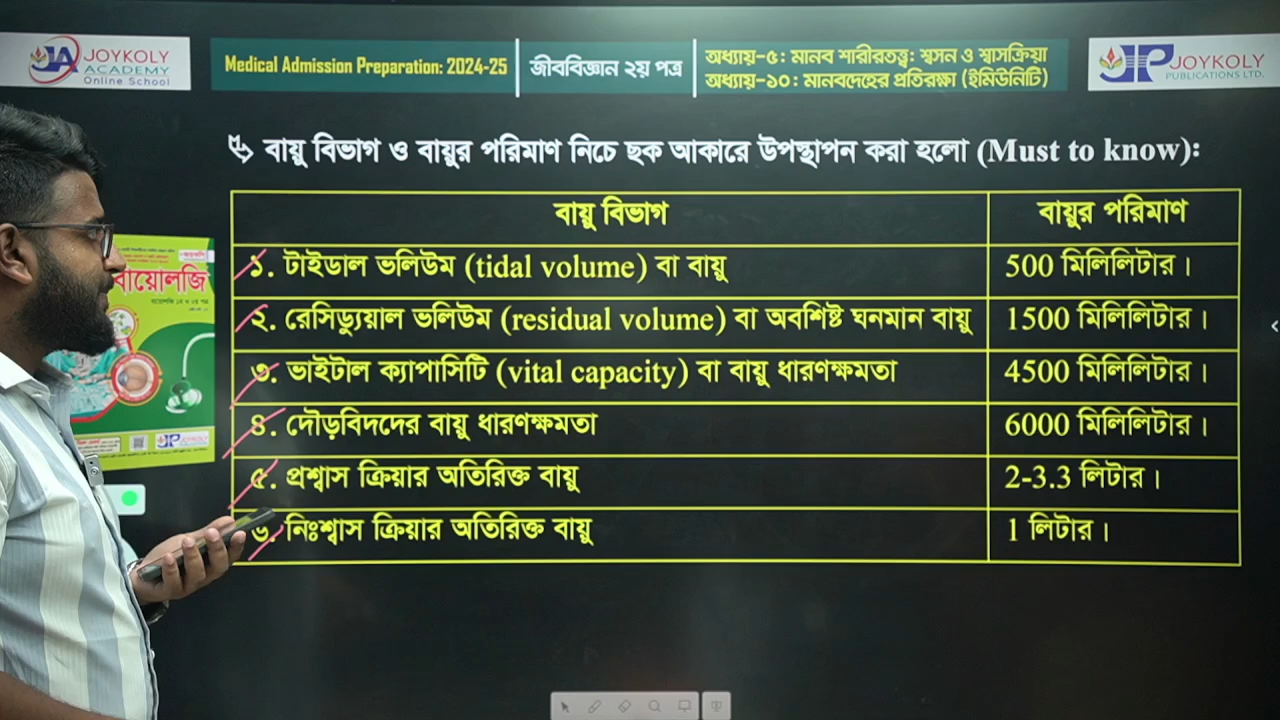 JA JOYKOLY
ACADEMY
Online School
Medical Admission Preparation: 2024-25
জীববিজ্ঞান ২য় পত্র
অধ্যায়-৫: মানব শারীরতত্ত্ব: শ্বসন ও শ্বাসক্রিয়া
অধ্যায়-১০: মানবদেহের প্রতিরক্ষা (ইমিউনিটি)
JP JOYKOLY
PUBLICATIONS LTD.
বায়ু বিভাগ ও বায়ুর পরিমাণ নিচে ছক আকারে উপস্থাপন করা হলো (Must to know):
বায়ু বিভাগ বায়ুর পরিমাণ
১. টাইডাল ভলিউম (tidal volume) বা বায়ু 500 মিলিলিটার।
২. রেসিড্যুয়াল ভলিউম (residual volume) বা অবশিষ্ট ঘনমান বায়ু 1500 মিলিলিটার।
৩. ভাইটাল ক্যাপাসিটি (vital capacity) বা বায়ু ধারণক্ষমতা 4500 মিলিলিটার।
৪. দৌড়বিদদের বায়ু ধারণক্ষমতা 6000 মিলিলিটার।
৫. প্রশ্বাস ক্রিয়ার অতিরিক্ত বায়ু 2-3.3 লিটার।
৬. নিঃশ্বাস ক্রিয়ার অতিরিক্ত বায়ু 1 লিটার।
বায়োলজি
JP